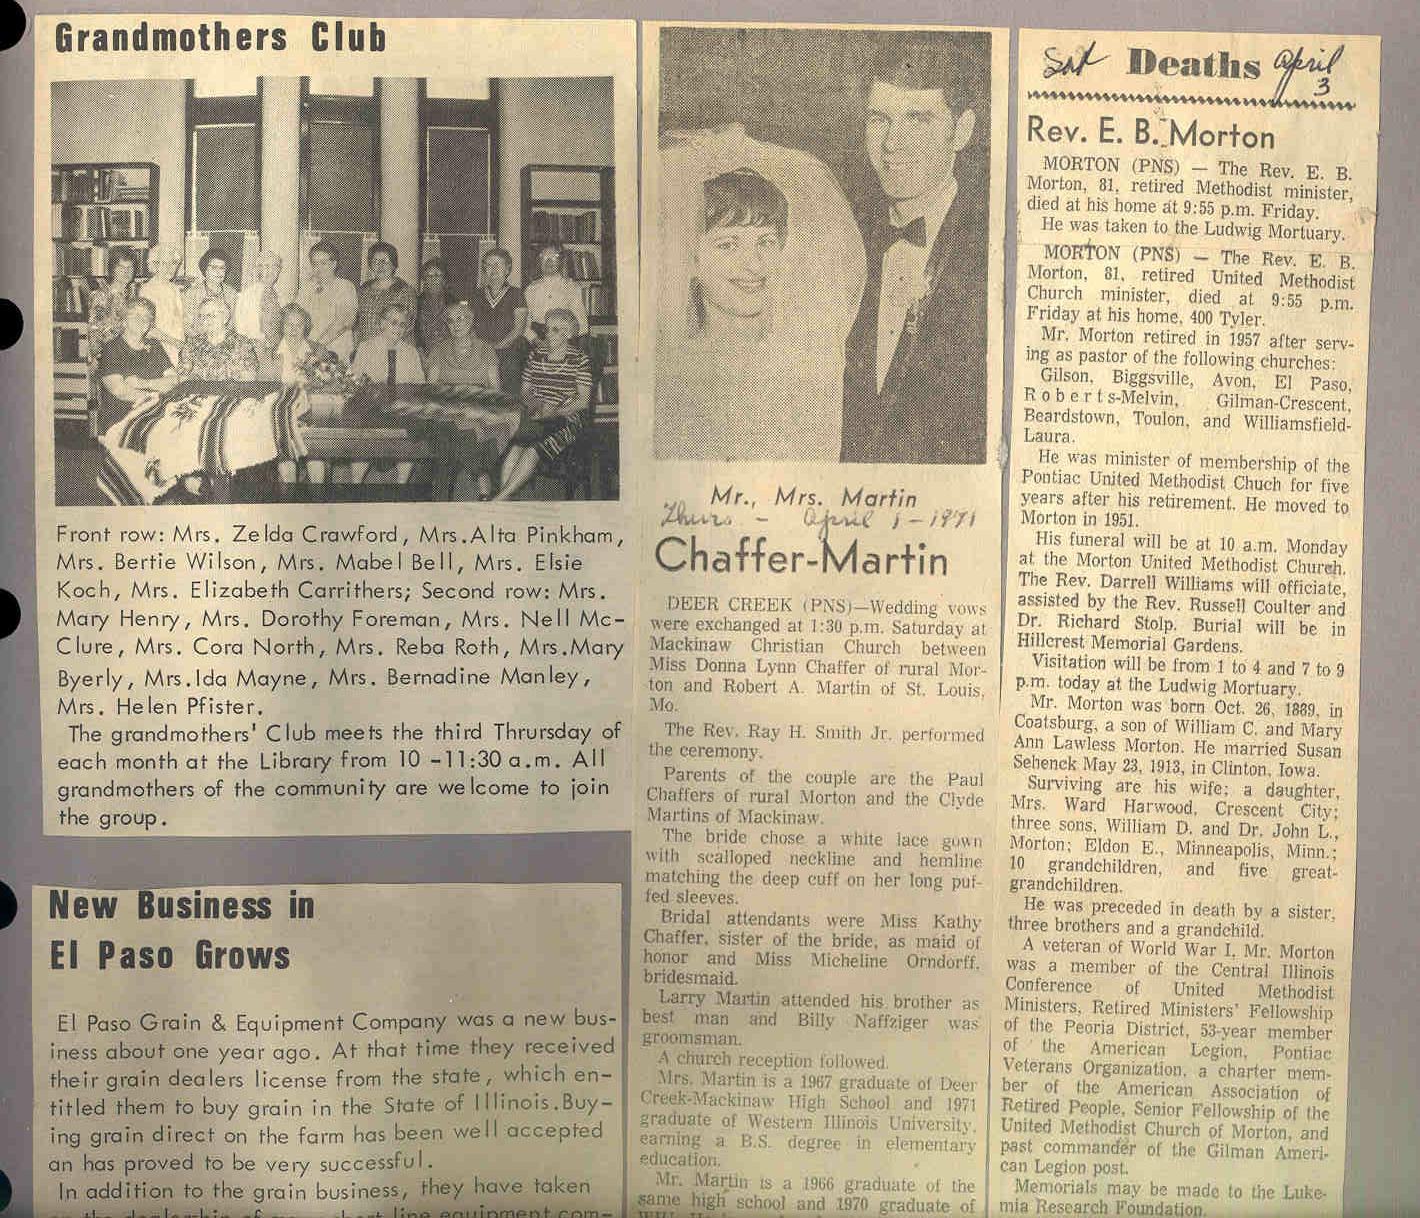 Grandmothers Club
Front row: Mrs. Zelda Crawford, Mrs.Alta Pinkham,
Mrs. Bertie Wilson, Mrs. Mabel Bell, Mrs. Elsie
Koch, Mrs. Elizabeth Carrithers; Second row: Mrs.
Mary Henry, Mrs. Dorothy Foreman, Mrs. Nell Mc-
Clure, Mrs. Cora North, Mrs. Reba Roth, Mrs.Mary
Byerly, Mrs.Ida Mayne, Mrs. Bernadine Manley,
Mrs. Helen Pfister.
The grandmothers' Club meets the third Thrursday of
each month at the Library from 10 -11:30 a.m. All
grandmothers of the community are welcome to join
the group.
New Business in
El Paso Grows
El Paso Grain & Equipment Company was a new bus-
iness about one year ago. At that time they received
their grain dealers license from the state, which en-
titled them to buy grain in the State of Illinois.Buy-
ing grain direct on the farm has been well accepted
an has proved to be very successful.
In addition to the grain business, they have taken
on the dealership of short line equipment com-
Mr., Mrs. Martin
Thurs - April 1-1971
Chaffer-Martin
DEER CREEK (PNS)—Wedding vows
were exchanged at 1:30 p.m. Saturday at
Mackinaw Christian Church between
Miss Donna Lynn Chaffer of rural Mor-
ton and Robert A. Martin of St. Louis,
Mo.
The Rev. Ray H. Smith Jr. performed
the ceremony.
Parents of the couple are the Paul
Chaffers of rural Morton and the Clyde
Martins of Mackinaw.
The bride chose a white lace gown
with scalloped neckline and hemline
matching the deep cuff on her long puf-
fed sleeves.
Bridal attendants were Miss Kathy
Chaffer, sister of the bride, as maid of
honor and Miss Micheline Orndorff,
bridesmaid.
Larry Martin attended his brother as
best man and Billy Naffziger was
groomsman.
A church reception followed.
Mrs. Martin is a 1967 graduate of Deer
Creek-Mackinaw High School and 1971
graduate of Western Illinois University,
earning a B.S. degree in elementary
education.
Mr. Martin is a 1966 graduate of the
same high school and 1970 graduate of
Sat Deaths April
3
Rev. E. B. Morton
MORTON (PNS) — The Rev. E. B.
Morton, 81, retired Methodist minister,
died at his home at 9:55 p.m. Friday.
He was taken to the Ludwig Mortuary.
MORTON (PNS) — The Rev. E. B.
Morton, 81, retired United Methodist
Church minister, died at 9:55 p.m.
Friday at his home, 400 Tyler.
Mr. Morton retired in 1957 after serv-
ing as pastor of the following churches:
Gilson, Biggsville, Avon, El Paso,
Roberts-Melvin, Gilman-Crescent,
Beardstown, Toulon, and Williamsfield-
Laura.
He was minister of membership of the
Pontiac United Methodist Chuch for five
years after his retirement. He moved to
Morton in 1951.
His funeral will be at 10 a.m. Monday
at the Morton United Methodist Church.
The Rev. Darrell Williams will officiate,
assisted by the Rev. Russell Coulter and
Dr. Richard Stolp. Burial will be in
Hillcrest Memorial Gardens.
Visitation will be from 1 to 4 and 7 to 9
p.m. today at the Ludwig Mortuary.
Mr. Morton was born Oct. 26, 1889, in
Coatsburg, a son of William C. and Mary
Ann Lawless Morton. He married Susan
Sehenck May 23, 1913, in Clinton, Iowa.
Surviving are his wife; a daughter,
Mrs. Ward Harwood, Crescent City;
three sons, William D. and Dr. John L.,
Morton; Eldon E., Minneapolis, Minn.;
10 grandchildren, and five great-
grandchildren.
He was preceded in death by a sister,
three brothers and a grandchild.
A veteran of World War I, Mr. Morton
was a member of the Central Illinois
Conference of United Methodist
Ministers, Retired Ministers' Fellowship
of the Peoria District, 53-year member
of the American Legion, Pontiac
Veterans Organization, a charter mem-
ber of the American Association of
Retired People, Senior Fellowship of the
United Methodist Church of Morton, and
past commander of the Gilman Ameri-
can Legion post.
Memorials may be made to the Luke-
mia Research Foundation.